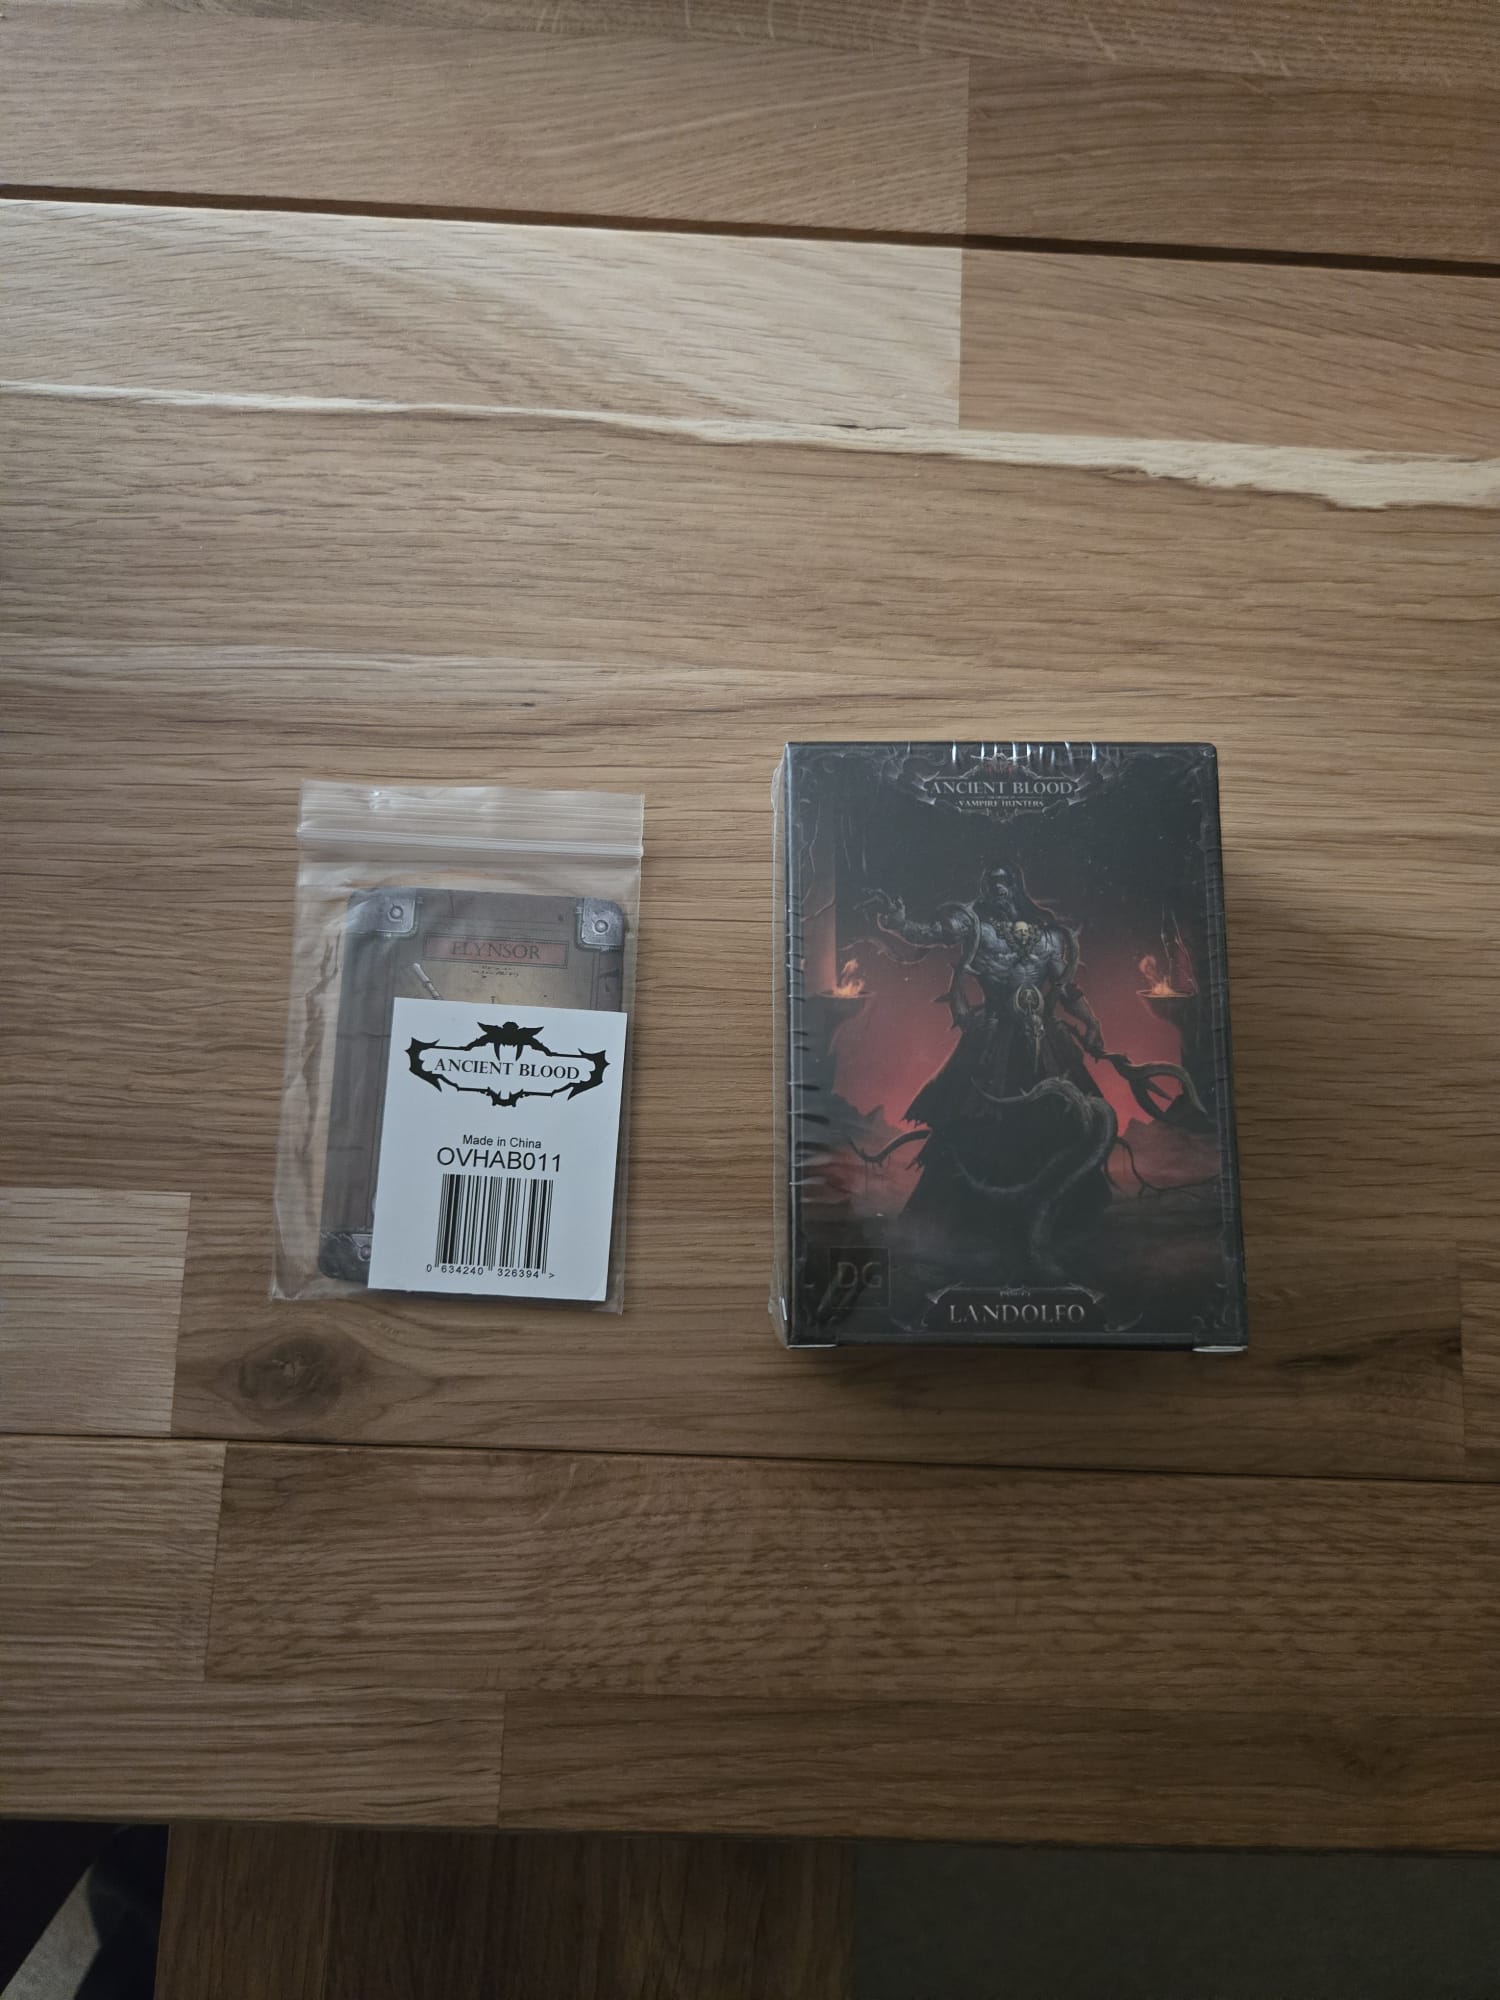 FLYNSOR
ANCIENT BLOOD
Made in China
OVHAB011
0 634240 326394 >
ANCIENT BLOOD
VAMPIRE HUNTERS
DG
LANDOLFO